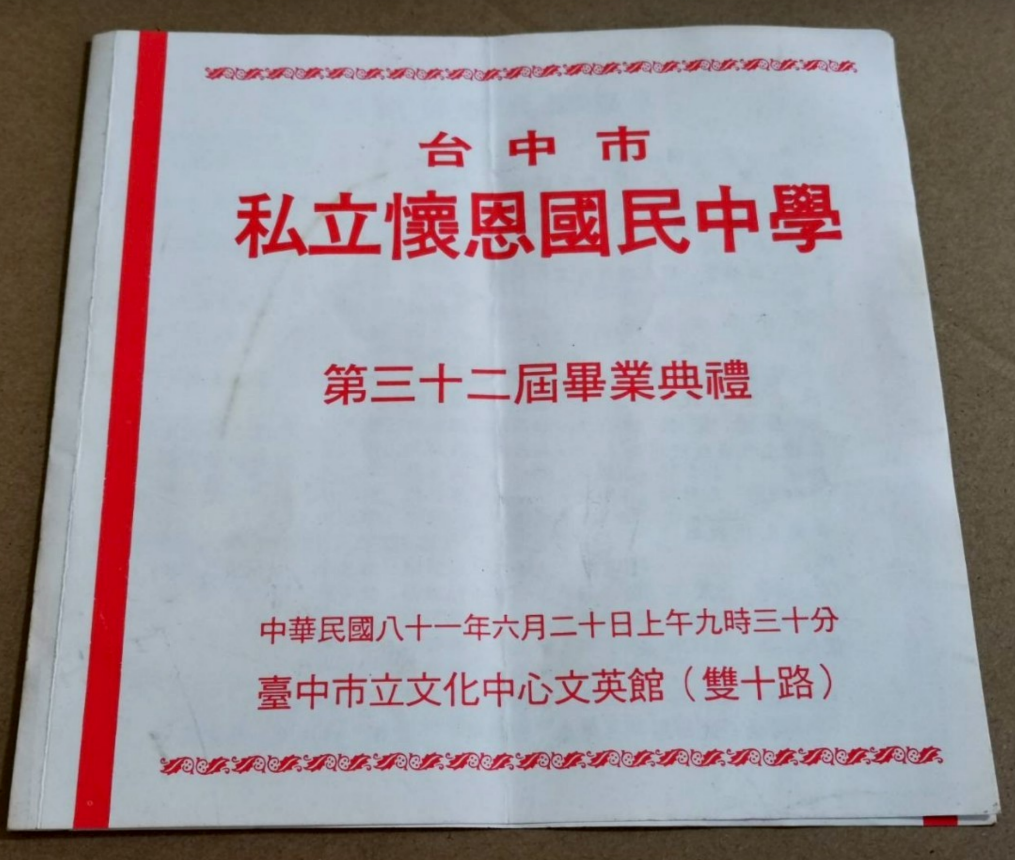 台中市
私立懷恩國民中學
第三十二屆畢業典禮
中華民國八十一年六月二十日上午九時三十分
臺中市立文化中心文英館（雙十路）